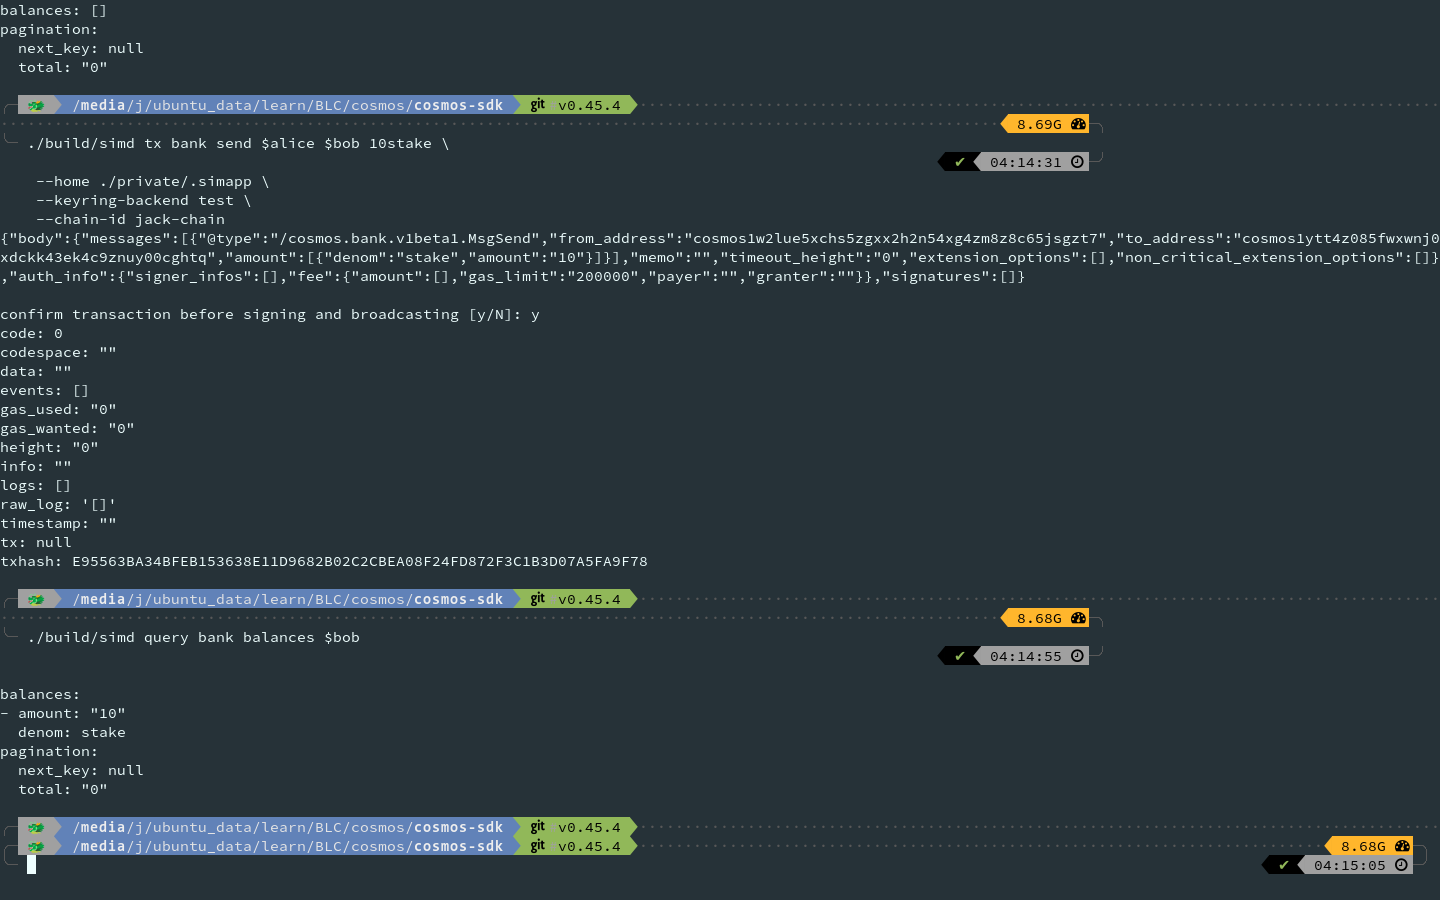 balances: []
pagination:
  next_key: null
  total: "0"
/media/j/ubuntu_data/learn/BLC/cosmos/cosmos-sdk git v0.45.4
8.69G
./build/simd tx bank send $alice $bob 10stake \
✔ 04:14:31
    --home ./private/.simapp \
    --keyring-backend test \
    --chain-id jack-chain
{"body":{"messages":[{"@type":"/cosmos.bank.v1beta1.MsgSend","from_address":"cosmos1w2lue5xchs5zgxx2h2n54xg4zm8z8c65jsgzt7","to_address":"cosmos1ytt4z085fwxwnj0
xdckk43ek4c9znuy00cghtq","amount":[{"denom":"stake","amount":"10"}]}],"memo":"","timeout_height":"0","extension_options":[],"non_critical_extension_options":[]}
,"auth_info":{"signer_infos":[],"fee":{"amount":[],"gas_limit":"200000","payer":"","granter":""}},"signatures":[]}
confirm transaction before signing and broadcasting [y/N]: y
code: 0
codespace: ""
data: ""
events: []
gas_used: "0"
gas_wanted: "0"
height: "0"
info: ""
logs: []
raw_log: '[]'
timestamp: ""
tx: null
txhash: E95563BA34BFEB153638E11D9682B02C2CBEA08F24FD872F3C1B3D07A5FA9F78
/media/j/ubuntu_data/learn/BLC/cosmos/cosmos-sdk git v0.45.4
8.68G
./build/simd query bank balances $bob
✔ 04:14:55
balances:
- amount: "10"
  denom: stake
pagination:
  next_key: null
  total: "0"
/media/j/ubuntu_data/learn/BLC/cosmos/cosmos-sdk git v0.45.4
/media/j/ubuntu_data/learn/BLC/cosmos/cosmos-sdk git v0.45.4 8.68G
✔ 04:15:05